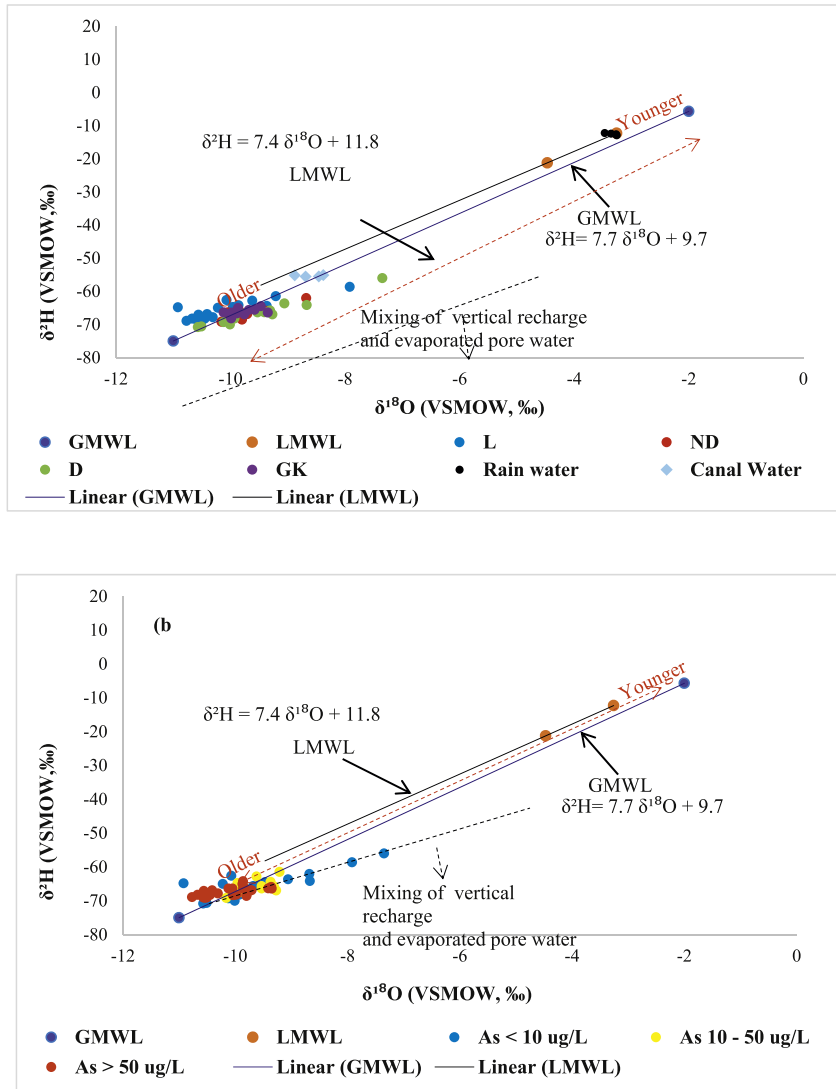 20
10
0
-10
-20
-30
-40
-50
-60
-70
-80
-12
-10
-8
-6
-4
-2
0
δ²H (VSMOW,‰)
δ¹⁸O (VSMOW, ‰)
δ²H = 7.4 δ¹⁸O + 11.8
LMWL
Younger
GMWL
δ²H= 7.7 δ¹⁸O + 9.7
Older
Mixing of vertical recharge
and evaporated pore water
GMWL
LMWL
L
ND
D
GK
Rain water
Canal Water
Linear (GMWL)
Linear (LMWL)
20
10
0
-10
-20
-30
-40
-50
-60
-70
-80
-12
-10
-8
-6
-4
-2
0
(b
δ²H (VSMOW,‰)
δ¹⁸O (VSMOW, ‰)
Younger
δ²H = 7.4 δ¹⁸O + 11.8
LMWL
GMWL
δ²H= 7.7 δ¹⁸O + 9.7
Older
Mixing of vertical
recharge
and evaporated pore water
GMWL
LMWL
As < 10 ug/L
As 10 - 50 ug/L
As > 50 ug/L
Linear (GMWL)
Linear (LMWL)